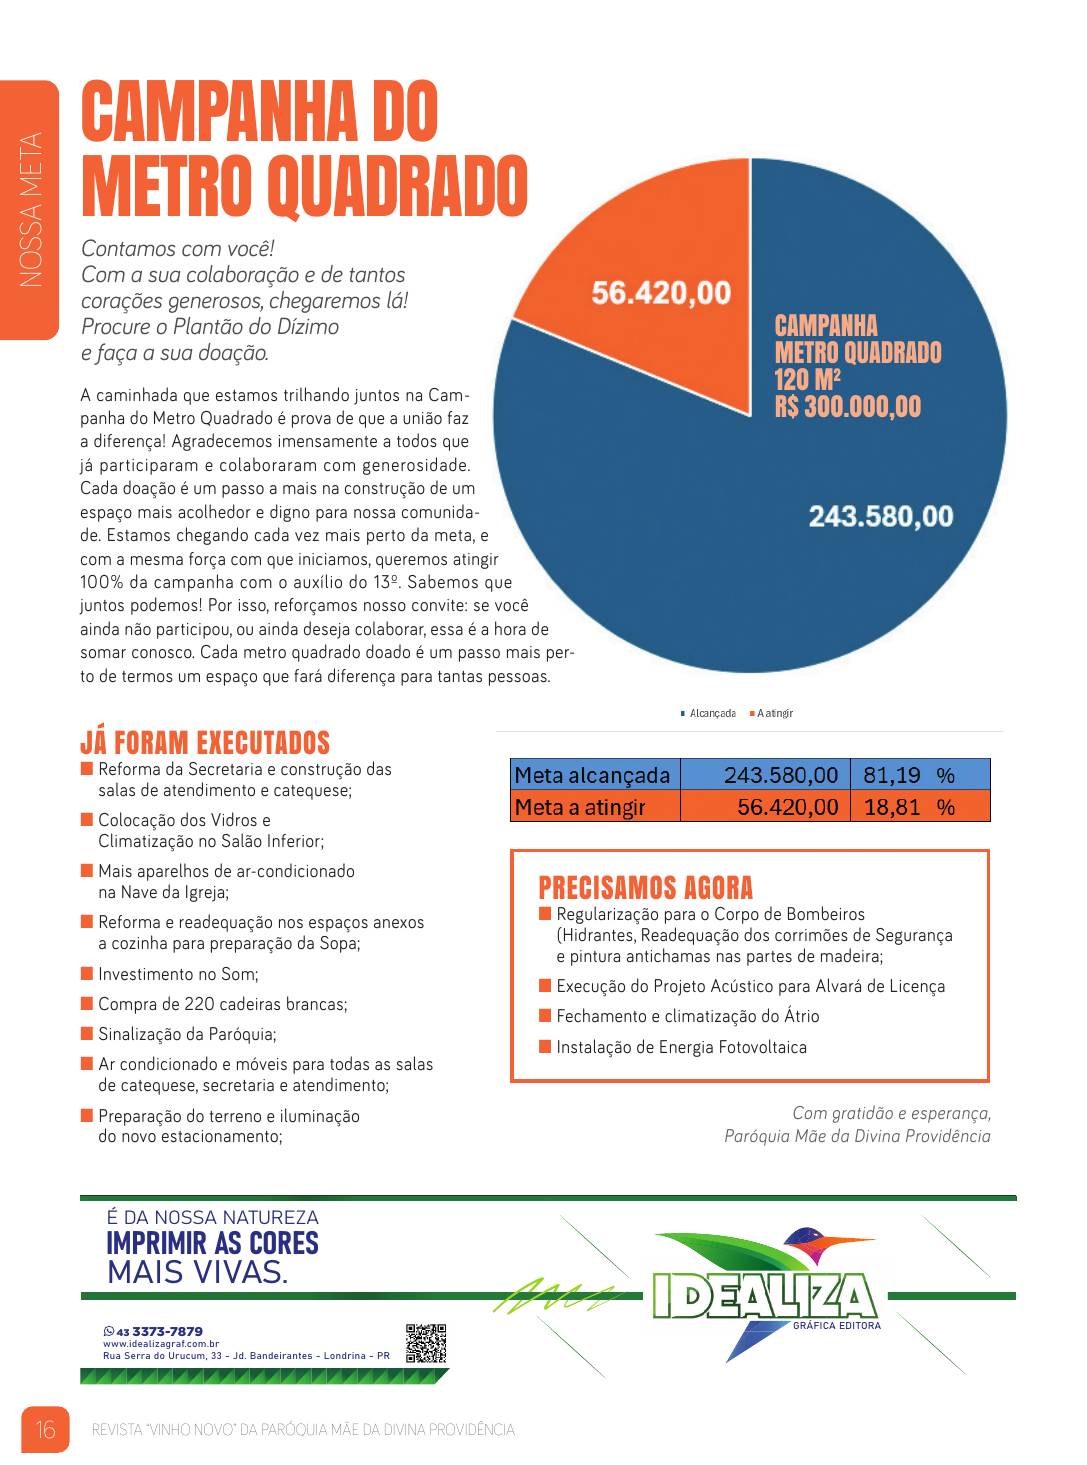 NOSSA META
CAMPANHA DO
METRO QUADRADO
Contamos com você!
Com a sua colaboração e de tantos
corações generosos, chegaremos lá!
Procure o Plantão do Dízimo
e faça a sua doação.
A caminhada que estamos trilhando juntos na Cam-
panha do Metro Quadrado é prova de que a união faz
a diferença! Agradecemos imensamente a todos que
já participaram e colaboraram com generosidade.
Cada doação é um passo a mais na construção de um
espaço mais acolhedor e digno para nossa comunida-
de. Estamos chegando cada vez mais perto da meta, e
com a mesma força com que iniciamos, queremos atingir
100% da campanha com o auxílio do 13º. Sabemos que
juntos podemos! Por isso, reforçamos nosso convite: se você
ainda não participou, ou ainda deseja colaborar, essa é a hora de
somar conosco. Cada metro quadrado doado é um passo mais per-
to de termos um espaço que fará diferença para tantas pessoas.
56.420,00
CAMPANHA
METRO QUADRADO
120 M²
R$ 300.000,00
243.580,00
Alcançada A atingir
JÁ FORAM EXECUTADOS
Reforma da Secretaria e construção das
salas de atendimento e catequese;
Colocação dos Vidros e
Climatização no Salão Inferior;
Mais aparelhos de ar-condicionado
na Nave da Igreja;
Reforma e readequação nos espaços anexos
a cozinha para preparação da Sopa;
Investimento no Som;
Compra de 220 cadeiras brancas;
Sinalização da Paróquia;
Ar condicionado e móveis para todas as salas
de catequese, secretaria e atendimento;
Preparação do terreno e iluminação
do novo estacionamento;
Meta alcançada 243.580,00 81,19 %
Meta a atingir 56.420,00 18,81 %
PRECISAMOS AGORA
Regularização para o Corpo de Bombeiros
(Hidrantes, Readequação dos corrimões de Segurança
e pintura antichamas nas partes de madeira;
Execução do Projeto Acústico para Alvará de Licença
Fechamento e climatização do Átrio
Instalação de Energia Fotovoltaica
Com gratidão e esperança,
Paróquia Mãe da Divina Providência
É DA NOSSA NATUREZA
IMPRIMIR AS CORES
MAIS VIVAS.
43 3373-7879
www.idealizagraf.com.br
Rua Serra do Urucum, 33 - Jd. Bandeirantes - Londrina - PR
IDEALIZA
GRÁFICA EDITORA
16
REVISTA "VINHO NOVO" DA PARÓQUIA MÃE DA DIVINA PROVIDÊNCIA